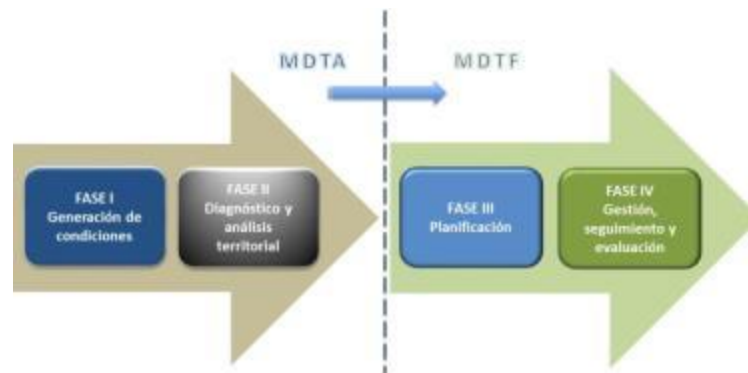 MDTA
MDTF
FASE I
Generación de
condiciones
FASE II
Diagnóstico y
análisis
territorial
FASE III
Planificación
FASE IV
Gestión,
seguimiento y
evaluación